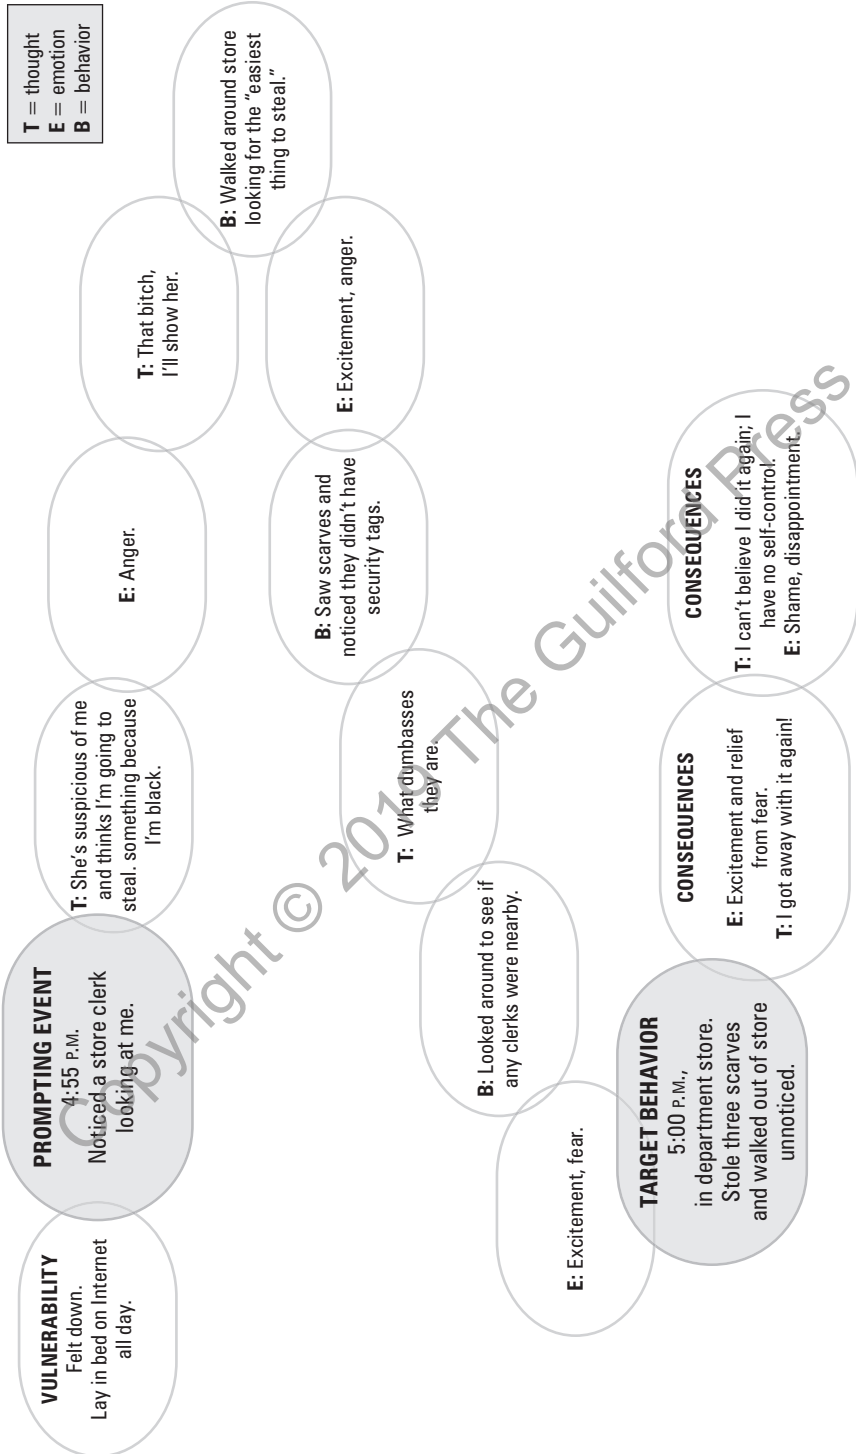 T = thought
E = emotion
B = behavior
VULNERABILITY
Felt down.
Lay in bed on Internet
all day.
PROMPTING EVENT
4:55 P.M.
Noticed a store clerk
looking at me.
T: She's suspicious of me
and thinks I'm going to
steal. something because
I'm black.
E: Anger.
T: That bitch,
I'll show her.
B: Walked around store
looking for the "easiest
thing to steal."
E: Excitement, anger.
B: Saw scarves and
noticed they didn't have
security tags.
T: What dumbasses
they are.
B: Looked around to see if
any clerks were nearby.
E: Excitement, fear.
TARGET BEHAVIOR
5:00 P.M.,
in department store.
Stole three scarves
and walked out of store
unnoticed.
CONSEQUENCES
E: Excitement and relief
from fear.
T: I got away with it again!
CONSEQUENCES
T: I can't believe I did it again; I
have no self-control.
E: Shame, disappointment.
Copyright © 2019 The Guilford Press